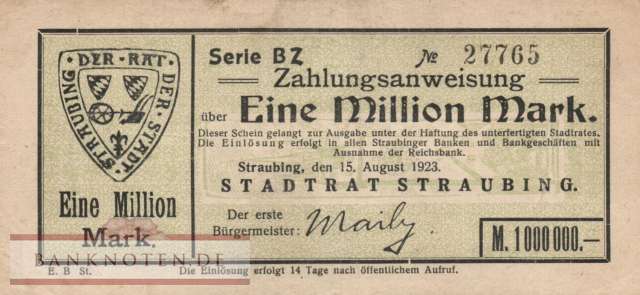 · DER · RAT · DER · STADT · STRAUBING
Eine Million
Mark.
Serie BZ № 27765
Zahlungsanweisung
über Eine Million Mark.
Dieser Schein gelangt zur Ausgabe unter der Haftung des unterfertigten Stadtrates.
Die Einlösung erfolgt in allen Straubinger Banken und Bankgeschäften mit
Ausnahme der Reichsbank.
Straubing, den 15. August 1923.
STADTRAT STRAUBING.
Der erste
Bürgermeister: Maily.
M. 1000000.—
BANKNOTEN.DE
E. B St. Die Einlösung erfolgt 14 Tage nach öffentlichem Aufruf.